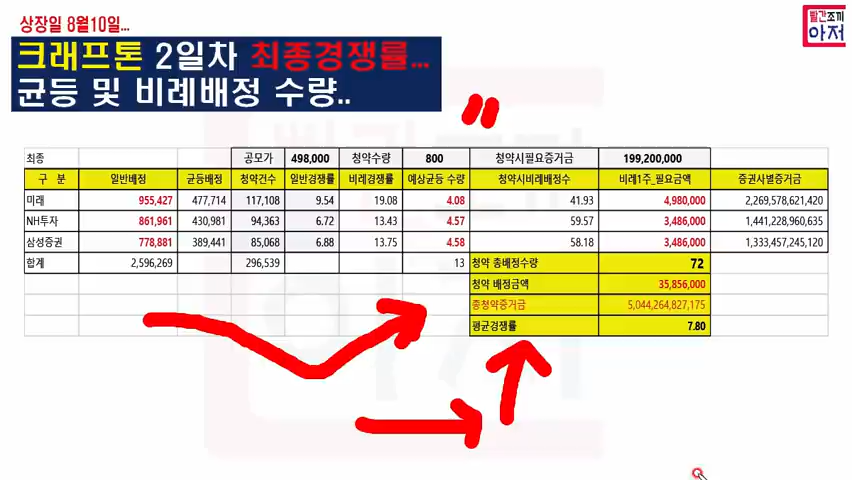 상장일 8월10일...
빨간조끼
아저
크래프톤 2일차 최종경쟁률...
균등 및 비례배정 수량..
최종 공모가 498,000 청약수량 800 청약시필요증거금 199,200,000
구 분 일반배정 균등배정 청약건수 일반경쟁률 비례경쟁률 예상균등 수량 청약시비례배정수 비례1주_필요금액 증권사별증거금
미래 955,427 477,714 117,108 9.54 19.08 4.08 41.93 4,980,000 2,269,578,621,420
NH투자 861,961 430,981 94,363 6.72 13.43 4.57 59.57 3,486,000 1,441,228,960,635
삼성증권 778,881 389,441 85,068 6.88 13.75 4.58 58.18 3,486,000 1,333,457,245,120
합계 2,596,269 296,539 13 청약 총배정수량 72
청약 배정금액 35,856,000
총청약증거금 5,044,264,827,175
평균경쟁률 7.80